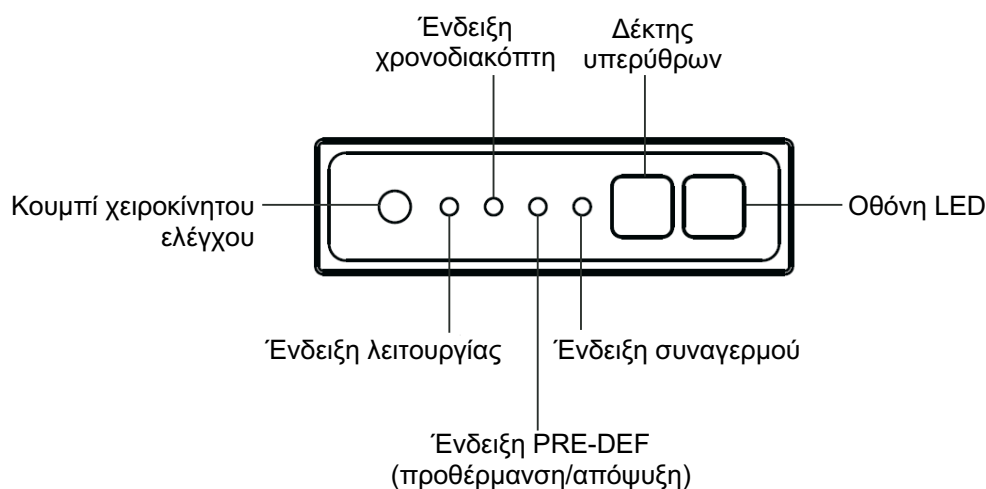 Ένδειξη
χρονοδιακόπτη
Δέκτης
υπερύθρων
Κουμπί χειροκίνητου
ελέγχου
Οθόνη LED
Ένδειξη λειτουργίας
Ένδειξη συναγερμού
Ένδειξη PRE-DEF
(προθέρμανση/απόψυξη)